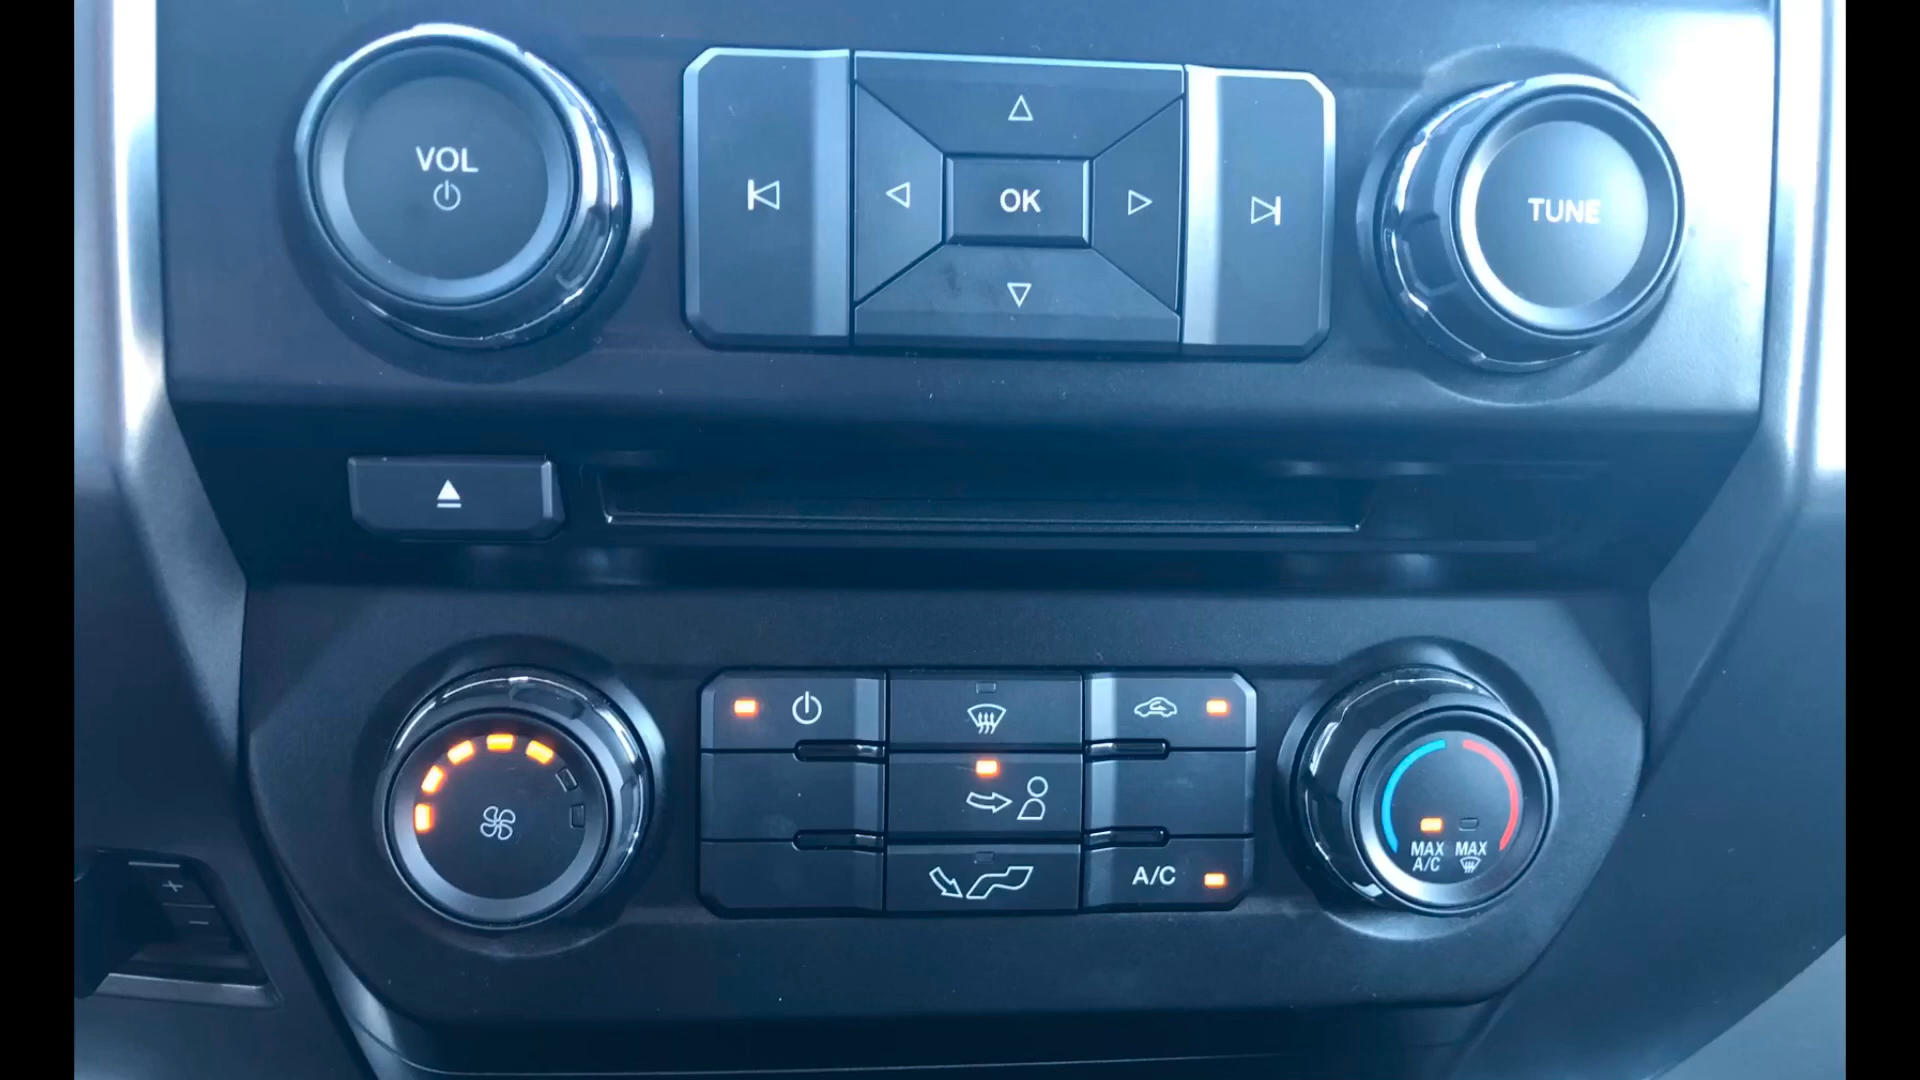 VOL
OK
TUNE
A/C
MAX A/C
MAX